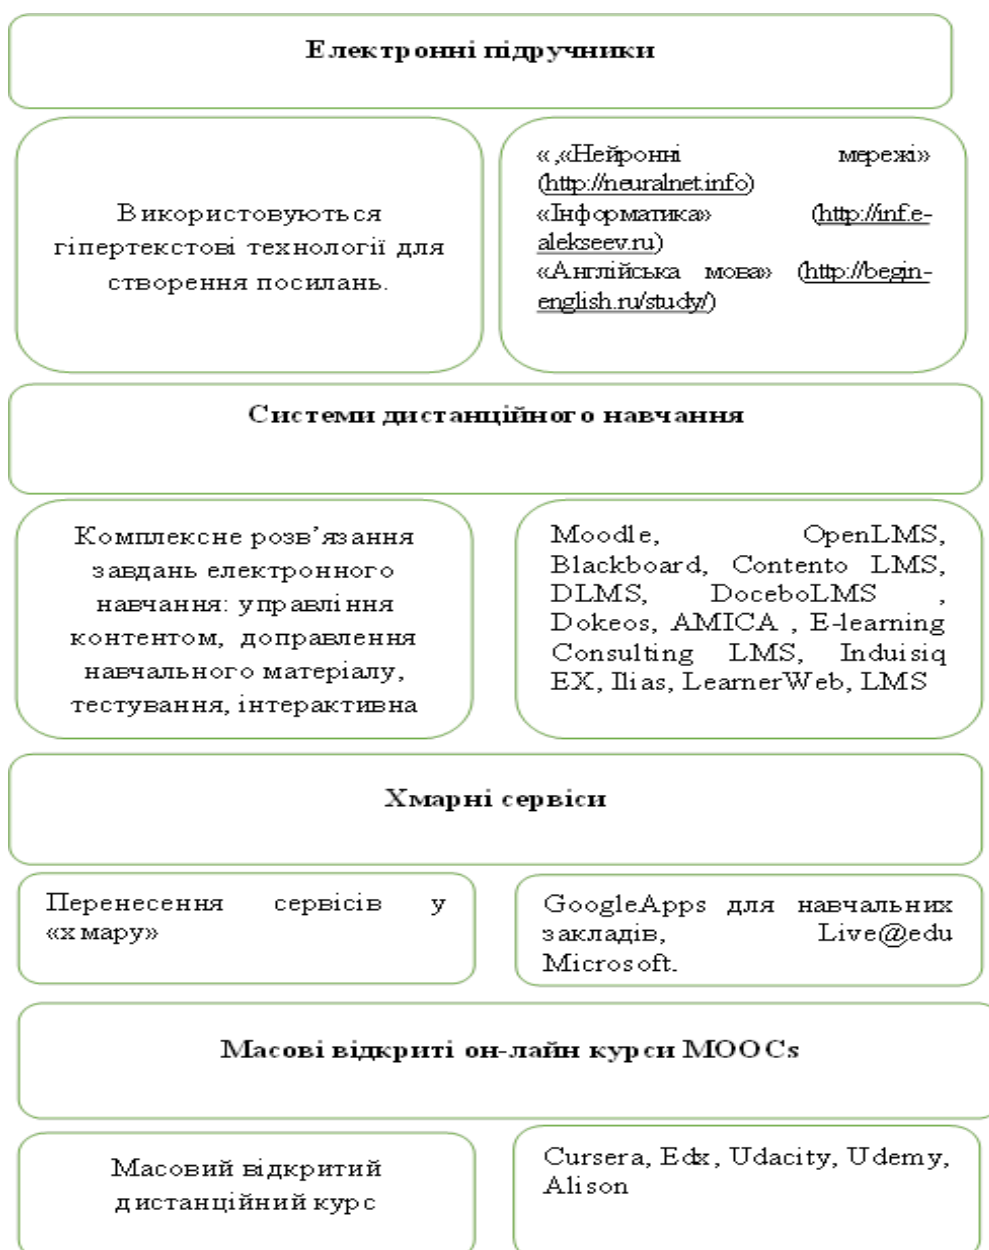 Електронні підручники
Використовуються
гіпертекстові технології для
створення посилань.
«,«Нейронні мережі»
(http://neuralnet.info)
«Інформатика» (http://inf.e-
alekseev.ru)
«Англійська мова» (http://begin-
english.ru/study/)
Системи дистанційного навчання
Комплексне розв’язання
завдань електронного
навчання: управління
контентом, доправлення
навчального матеріалу,
тестування, інтерактивна
Moodle, OpenLMS,
Blackboard, Contento LMS,
DLMS, DoceboLMS ,
Dokeos, AMICA , E-learning
Consulting LMS, Induisiq
EX, Ilias, LearnerWeb, LMS
Хмарні сервіси
Перенесення сервісів у
«хмару»
GoogleApps для навчальних
закладів, Live@edu
Microsoft.
Масові відкриті он-лайн курси MOOCs
Масовий відкритий
дистанційний курс
Cursera, Edx, Udacity, Udemy,
Alison